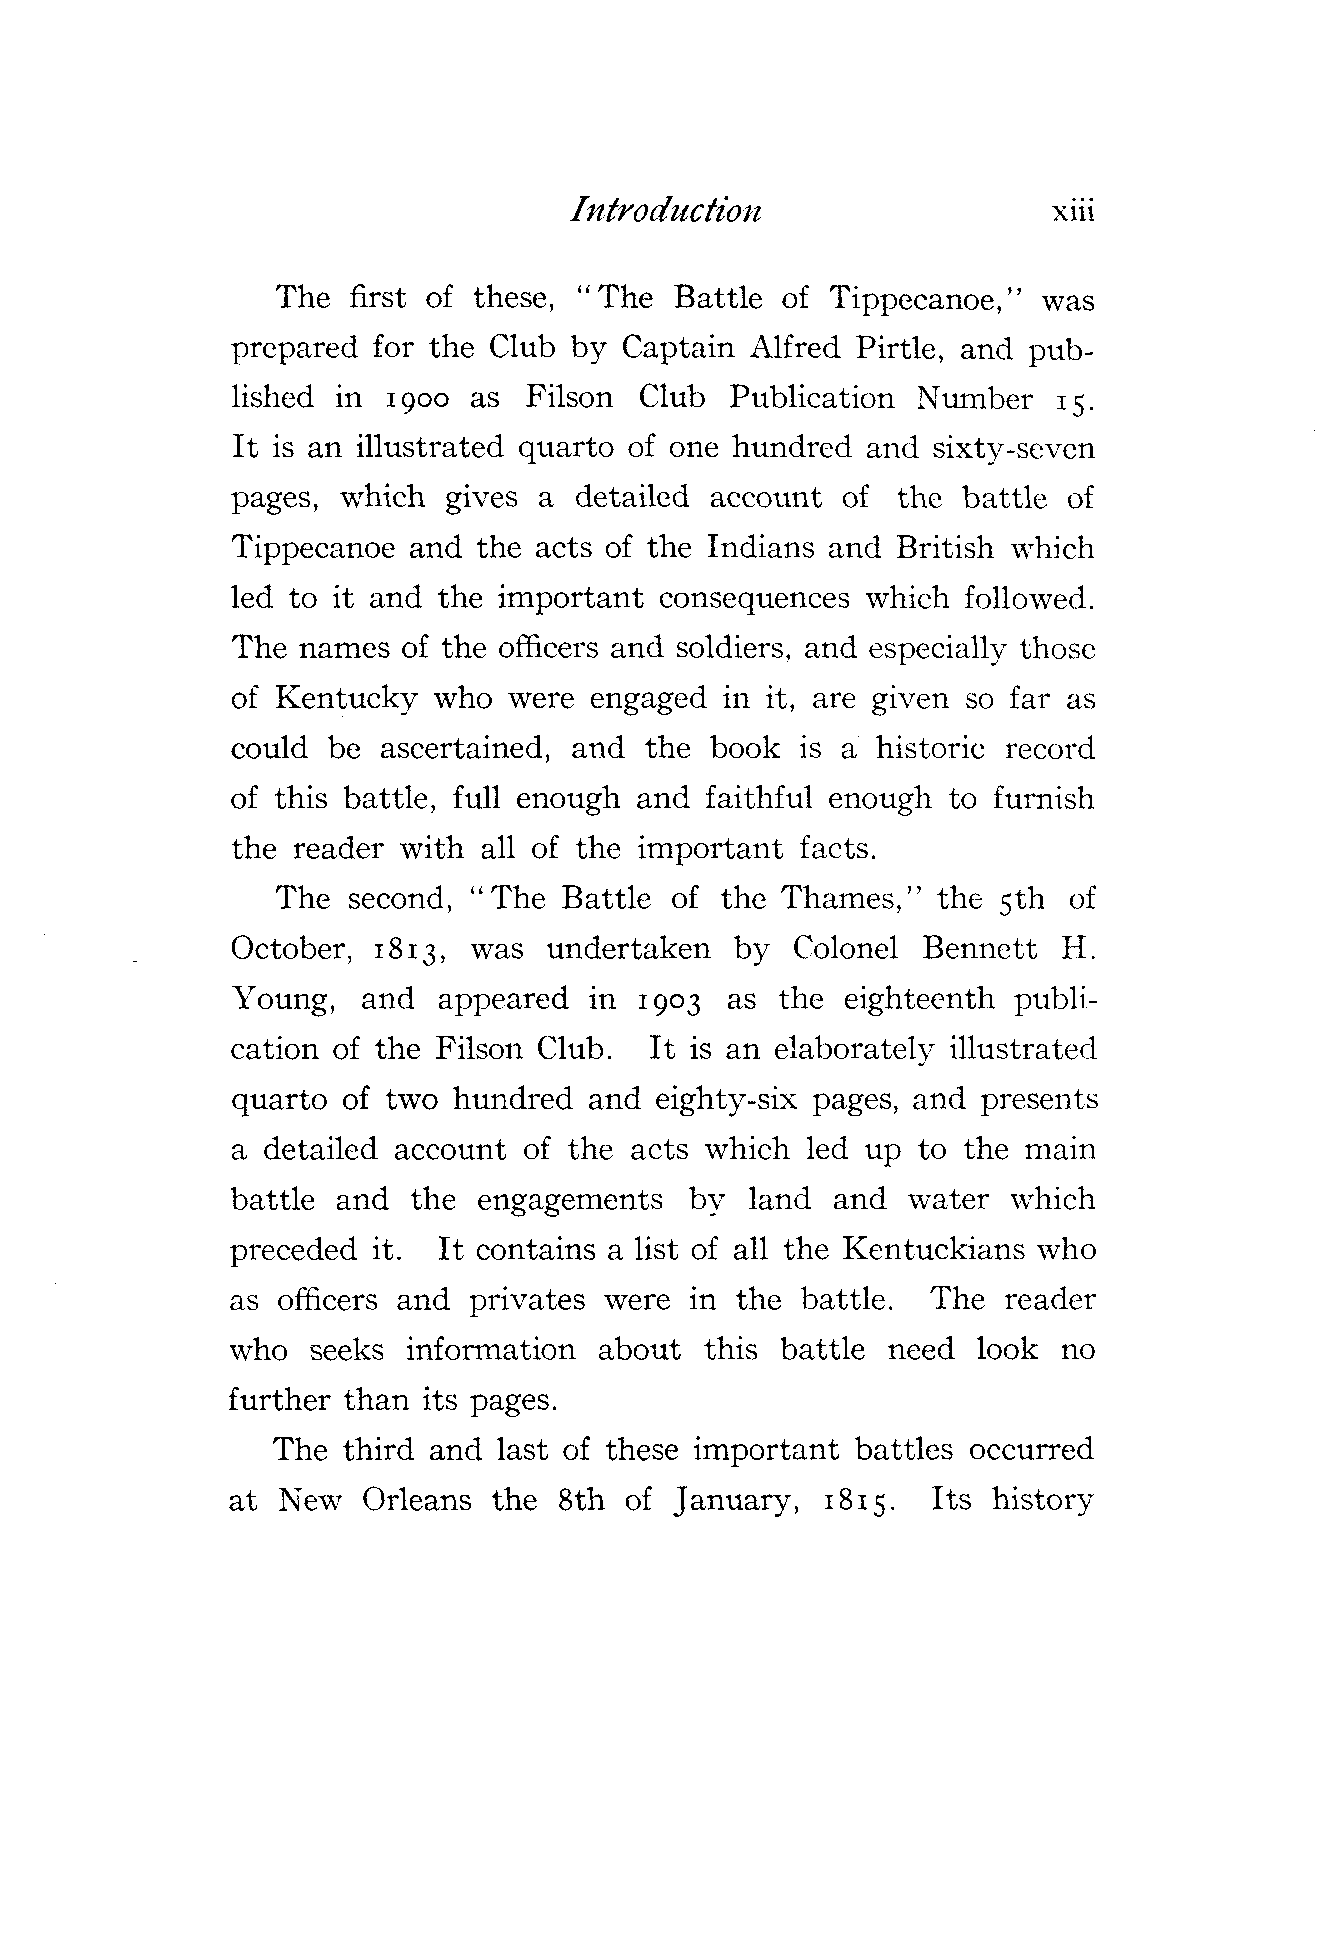 Introduction xiii
The first of these, "The Battle of Tippecanoe," was
prepared for the Club by Captain Alfred Pirtle, and pub-
lished in 1900 as Filson Club Publication Number 15.
It is an illustrated quarto of one hundred and sixty-seven
pages, which gives a detailed account of the battle of
Tippecanoe and the acts of the Indians and British which
led to it and the important consequences which followed.
The names of the officers and soldiers, and especially those
of Kentucky who were engaged in it, are given so far as
could be ascertained, and the book is a historic record
of this battle, full enough and faithful enough to furnish
the reader with all of the important facts.
The second, "The Battle of the Thames," the 5th of
October, 1813, was undertaken by Colonel Bennett H.
Young, and appeared in 1903 as the eighteenth publi-
cation of the Filson Club. It is an elaborately illustrated
quarto of two hundred and eighty-six pages, and presents
a detailed account of the acts which led up to the main
battle and the engagements by land and water which
preceded it. It contains a list of all the Kentuckians who
as officers and privates were in the battle. The reader
who seeks information about this battle need look no
further than its pages.
The third and last of these important battles occurred
at New Orleans the 8th of January, 1815. Its history